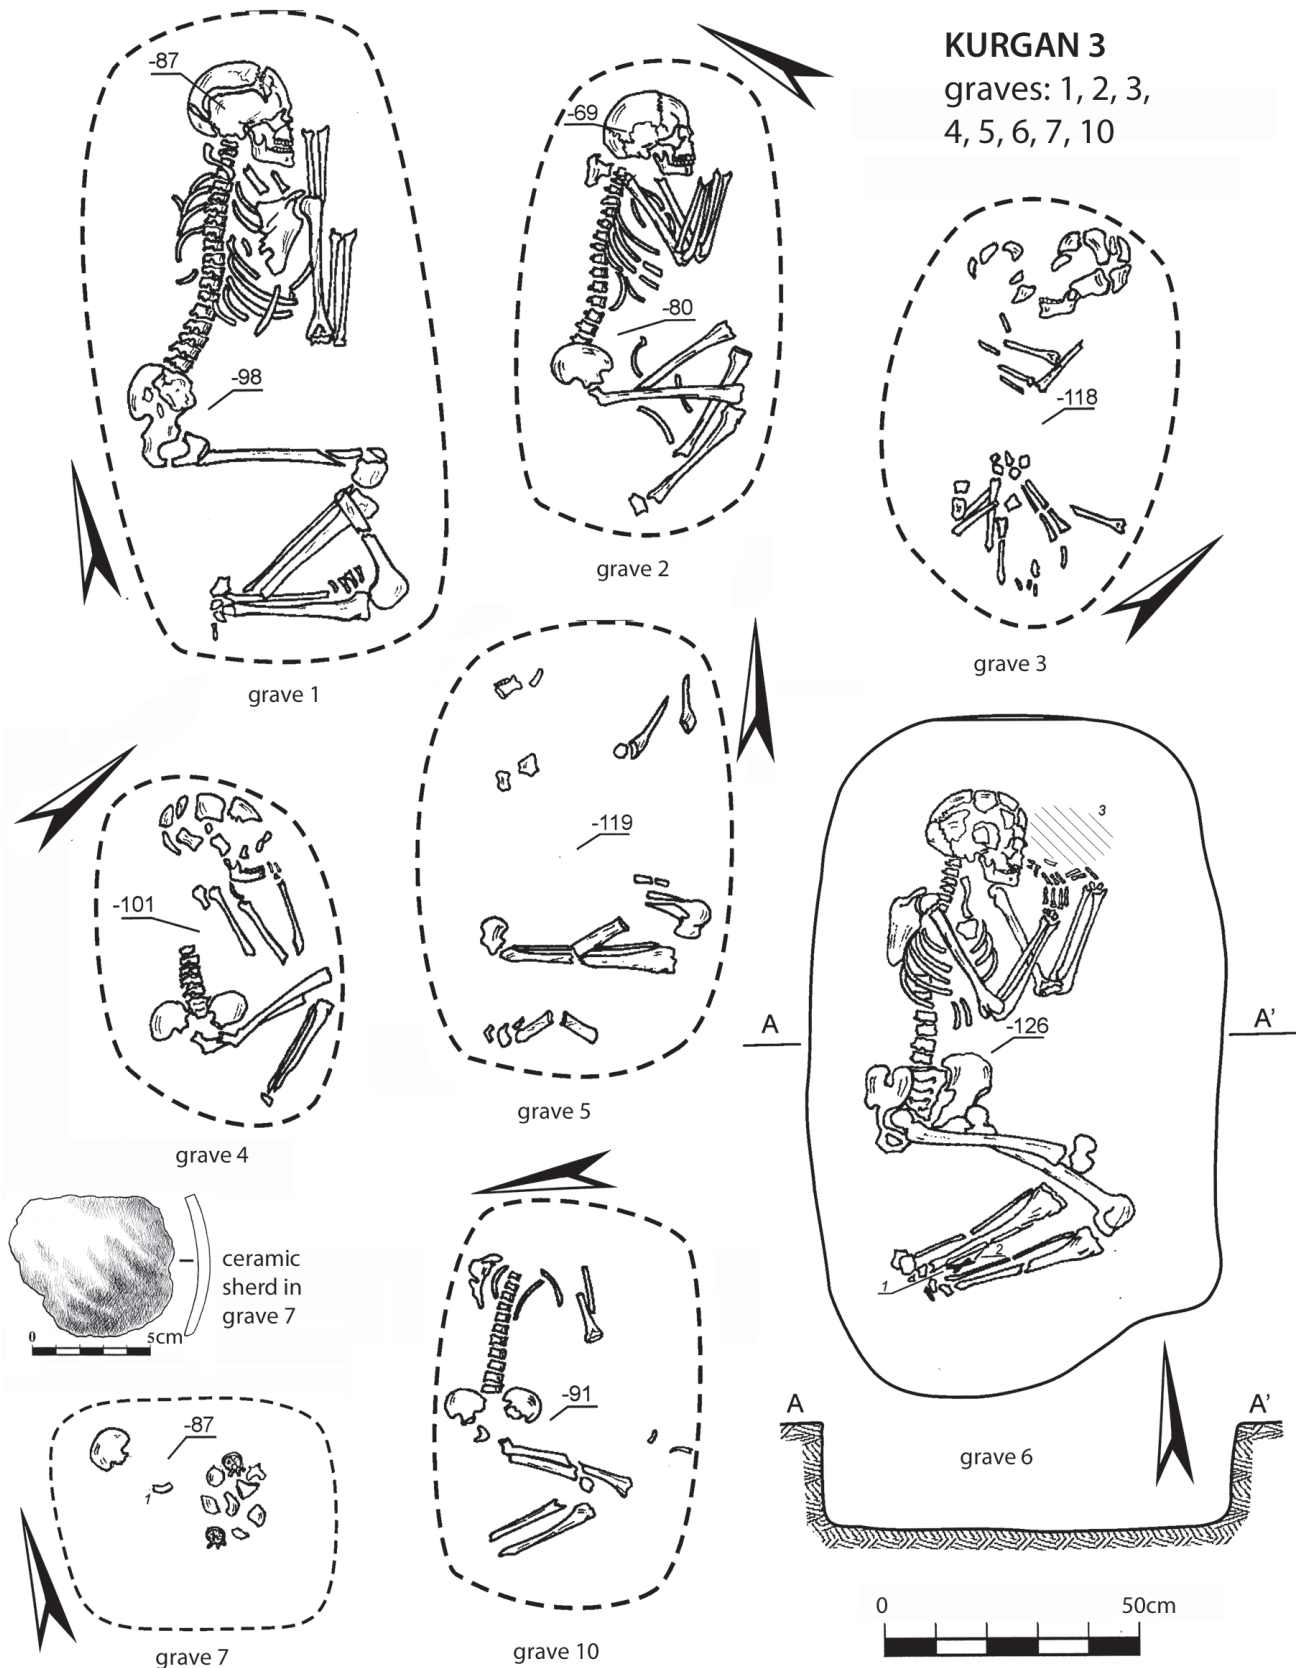 KURGAN 3
graves: 1, 2, 3,
4, 5, 6, 7, 10
-87
-98
grave 1
-69
-80
grave 2
-118
grave 3
-101
grave 4
-119
grave 5
3
A
A'
-126
2
1
grave 6
A
A'
ceramic
sherd in
grave 7
0
5cm
-87
1
grave 7
-91
grave 10
0
50cm